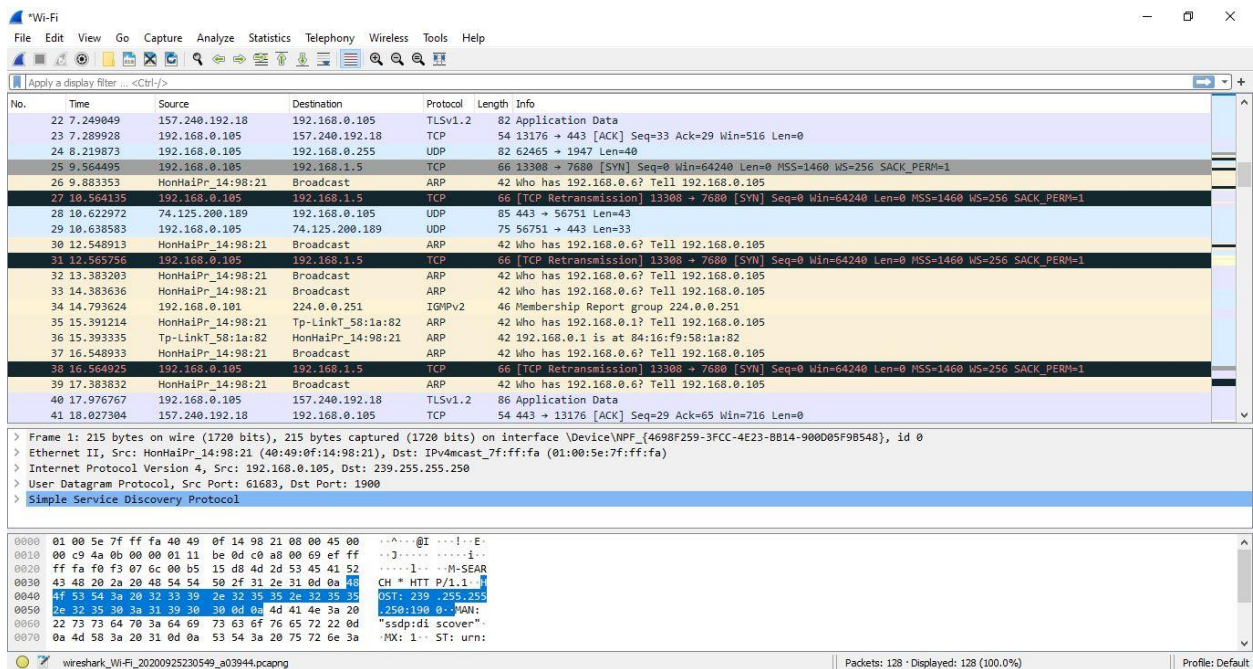 *Wi-Fi
File Edit View Go Capture Analyze Statistics Telephony Wireless Tools Help
Apply a display filter ... <Ctrl-/>
No. Time Source Destination Protocol Length Info
22 7.249049 157.240.192.18 192.168.0.105 TLSv1.2 82 Application Data
23 7.289928 192.168.0.105 157.240.192.18 TCP 54 13176 → 443 [ACK] Seq=33 Ack=29 Win=516 Len=0
24 8.219873 192.168.0.105 192.168.0.255 UDP 82 62465 → 1947 Len=40
25 9.564495 192.168.0.105 192.168.1.5 TCP 66 13308 → 7680 [SYN] Seq=0 Win=64240 Len=0 MSS=1460 WS=256 SACK_PERM=1
26 9.883353 HonHaiPr_14:98:21 Broadcast ARP 42 Who has 192.168.0.6? Tell 192.168.0.105
27 10.564135 192.168.0.105 192.168.1.5 TCP 66 [TCP Retransmission] 13308 → 7680 [SYN] Seq=0 Win=64240 Len=0 MSS=1460 WS=256 SACK_PERM=1
28 10.622972 74.125.200.189 192.168.0.105 UDP 85 443 → 56751 Len=43
29 10.638583 192.168.0.105 74.125.200.189 UDP 75 56751 → 443 Len=33
30 12.548913 HonHaiPr_14:98:21 Broadcast ARP 42 Who has 192.168.0.6? Tell 192.168.0.105
31 12.565756 192.168.0.105 192.168.1.5 TCP 66 [TCP Retransmission] 13308 → 7680 [SYN] Seq=0 Win=64240 Len=0 MSS=1460 WS=256 SACK_PERM=1
32 13.383203 HonHaiPr_14:98:21 Broadcast ARP 42 Who has 192.168.0.6? Tell 192.168.0.105
33 14.383636 HonHaiPr_14:98:21 Broadcast ARP 42 Who has 192.168.0.6? Tell 192.168.0.105
34 14.793624 192.168.0.101 224.0.0.251 IGMPv2 46 Membership Report group 224.0.0.251
35 15.391214 HonHaiPr_14:98:21 Tp-LinkT_58:1a:82 ARP 42 Who has 192.168.0.1? Tell 192.168.0.105
36 15.393335 Tp-LinkT_58:1a:82 HonHaiPr_14:98:21 ARP 42 192.168.0.1 is at 84:16:f9:58:1a:82
37 16.548933 HonHaiPr_14:98:21 Broadcast ARP 42 Who has 192.168.0.6? Tell 192.168.0.105
38 16.564925 192.168.0.105 192.168.1.5 TCP 66 [TCP Retransmission] 13308 → 7680 [SYN] Seq=0 Win=64240 Len=0 MSS=1460 WS=256 SACK_PERM=1
39 17.383832 HonHaiPr_14:98:21 Broadcast ARP 42 Who has 192.168.0.6? Tell 192.168.0.105
40 17.976767 192.168.0.105 157.240.192.18 TLSv1.2 86 Application Data
41 18.027304 157.240.192.18 192.168.0.105 TCP 54 443 → 13176 [ACK] Seq=29 Ack=65 Win=716 Len=0
> Frame 1: 215 bytes on wire (1720 bits), 215 bytes captured (1720 bits) on interface \Device\NPF_{4698F259-3FCC-4E23-BB14-900D05F9B548}, id 0
> Ethernet II, Src: HonHaiPr_14:98:21 (40:49:0f:14:98:21), Dst: IPv4mcast_7f:ff:fa (01:00:5e:7f:ff:fa)
> Internet Protocol Version 4, Src: 192.168.0.105, Dst: 239.255.255.250
> User Datagram Protocol, Src Port: 61683, Dst Port: 1900
> Simple Service Discovery Protocol
0000 01 00 5e 7f ff fa 40 49 0f 14 98 21 08 00 45 00 ··^···@I ···!··E·
0010 00 c9 4a 0b 00 00 01 11 be 0d c0 a8 00 69 ef ff ··J····· ·····i··
0020 ff fa f0 f3 07 6c 00 b5 15 d8 4d 2d 53 45 41 52 ·····l·· ··M-SEAR
0030 43 48 20 2a 20 48 54 54 50 2f 31 2e 31 0d 0a 48 CH * HTT P/1.1··H
0040 4f 53 54 3a 20 32 33 39 2e 32 35 35 2e 32 35 35 OST: 239 .255.255
0050 2e 32 35 30 3a 31 39 30 30 0d 0a 4d 41 4e 3a 20 .250:190 0··MAN:
0060 22 73 73 64 70 3a 64 69 73 63 6f 76 65 72 22 0d "ssdp:di scover"·
0070 0a 4d 58 3a 20 31 0d 0a 53 54 3a 20 75 72 6e 3a ·MX: 1·· ST: urn:
wireshark_Wi-Fi_20200925230549_a03944.pcapng Packets: 128 · Displayed: 128 (100.0%) Profile: Default